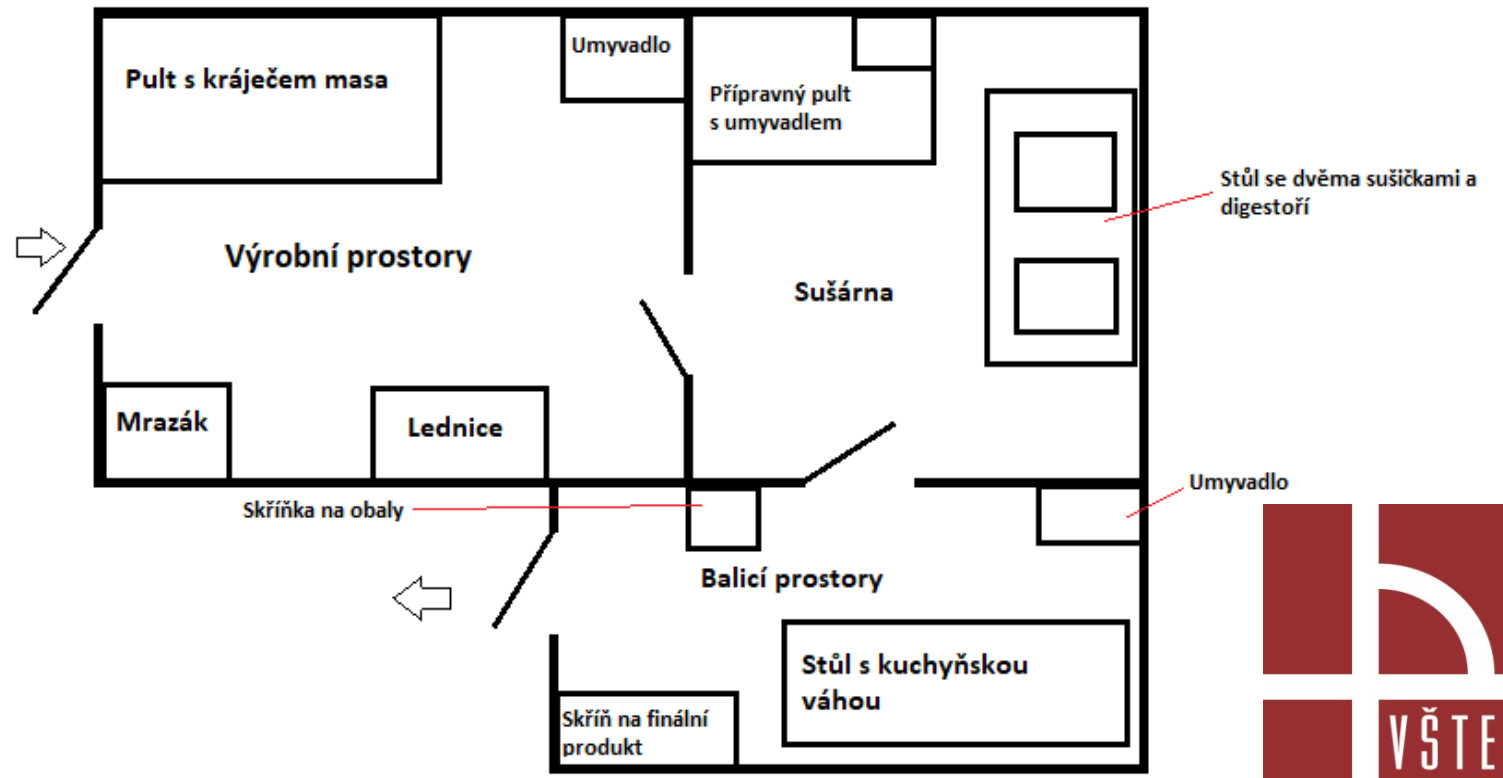 Pult s kráječem masa
Umyvadlo
Přípravný pult
s umyvadlem
Stůl se dvěma sušičkami a
digestoří
Výrobní prostory
Sušárna
Mrazák
Lednice
Skříňka na obaly
Umyvadlo
Balicí prostory
Stůl s kuchyňskou
váhou
Skříň na finální
produkt
VŠTE